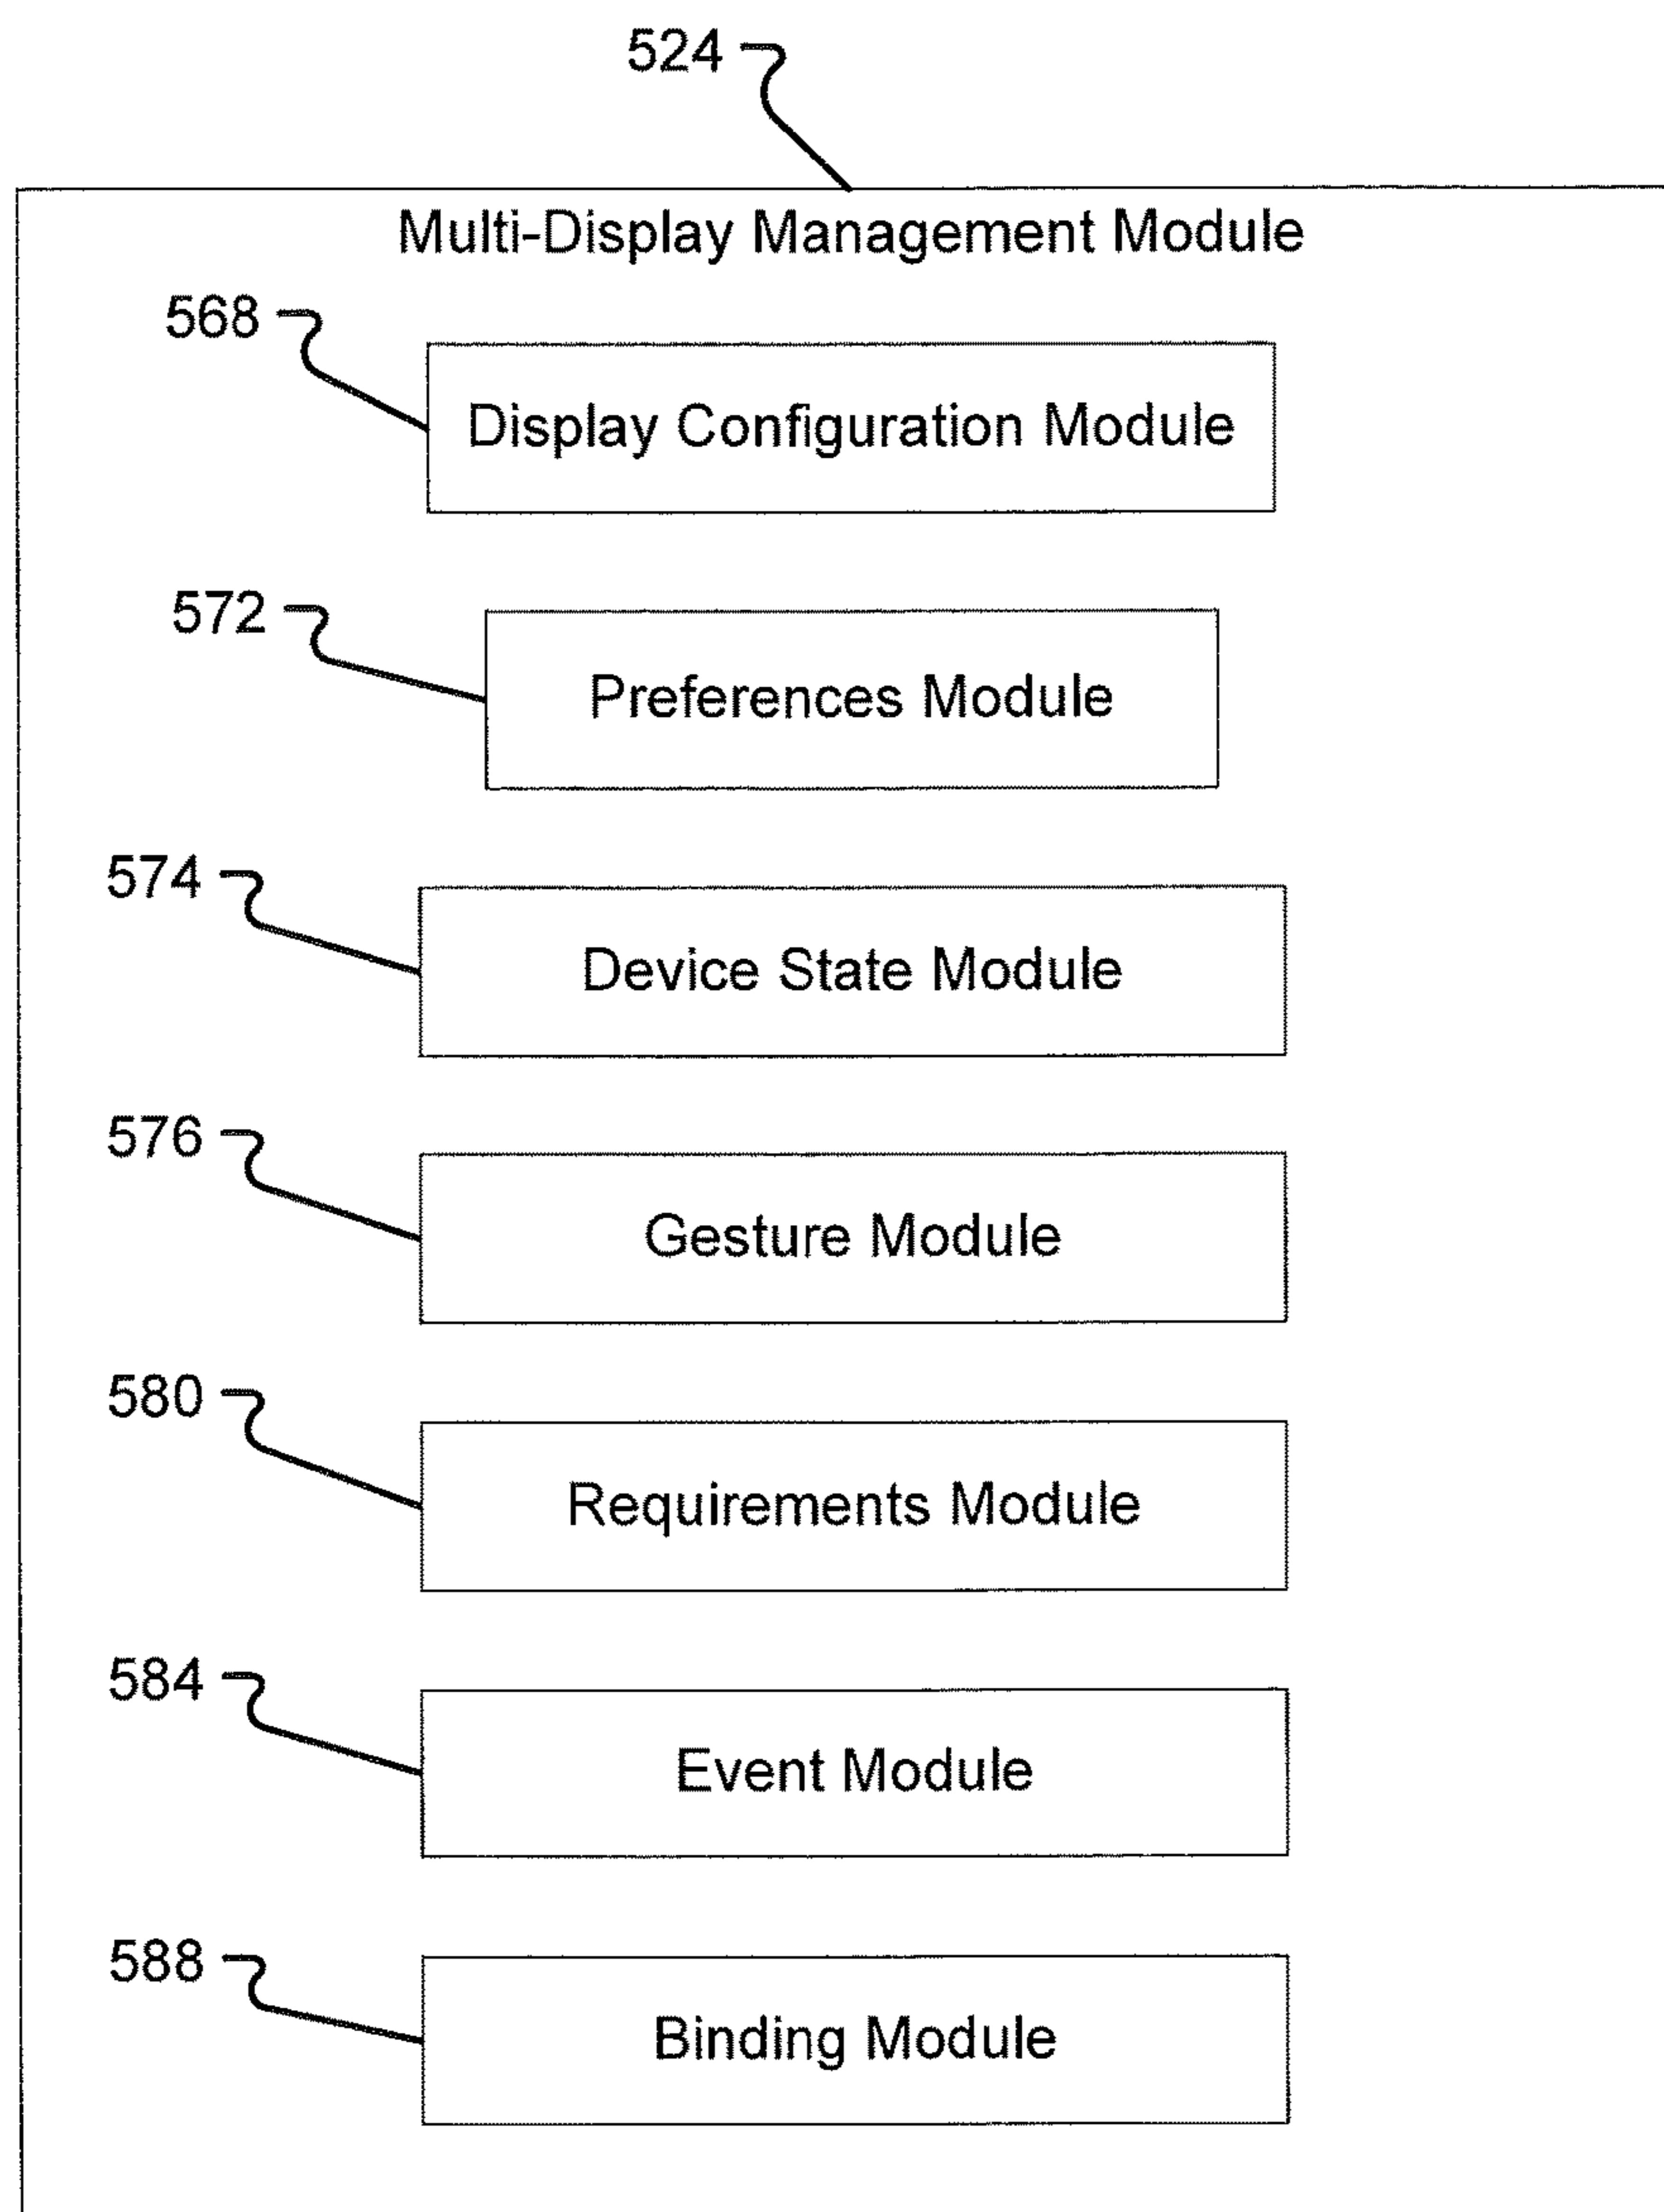 524
Multi-Display Management Module
568
Display Configuration Module
572
Preferences Module
574
Device State Module
576
Gesture Module
580
Requirements Module
584
Event Module
588
Binding Module